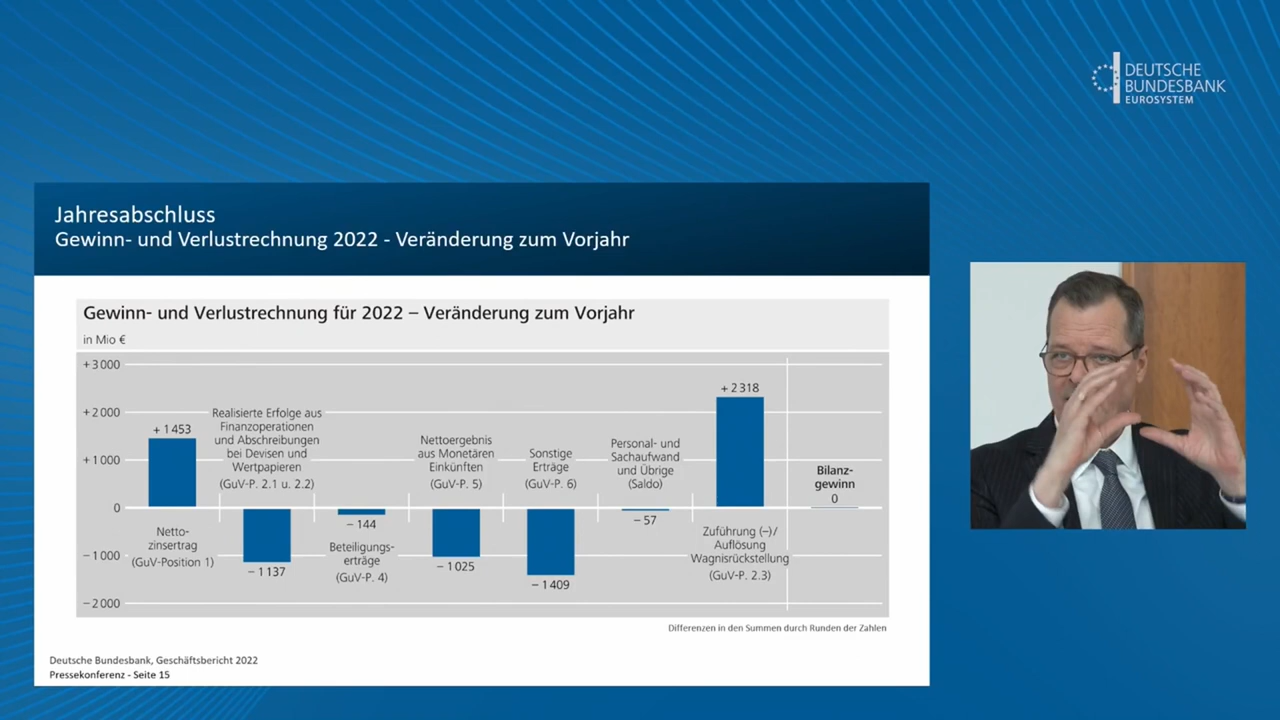 DEUTSCHE
BUNDESBANK
EUROSYSTEM
Jahresabschluss
Gewinn- und Verlustrechnung 2022 - Veränderung zum Vorjahr
Gewinn- und Verlustrechnung für 2022 – Veränderung zum Vorjahr
in Mio €
+ 3 000
+ 2 000
+ 1 000
0
– 1 000
– 2 000
+ 1 453
Netto-
zinsertrag
(GuV-Position 1)
Realisierte Erfolge aus
Finanzoperationen
und Abschreibungen
bei Devisen und
Wertpapieren
(GuV-P. 2.1 u. 2.2)
– 1 137
– 144
Beteiligungs-
erträge
(GuV-P. 4)
Nettoergebnis
aus Monetären
Einkünften
(GuV-P. 5)
– 1 025
Sonstige
Erträge
(GuV-P. 6)
– 1 409
Personal- und
Sachaufwand
und Übrige
(Saldo)
– 57
+ 2 318
Zuführung (–)/
Auflösung
Wagnisrückstellung
(GuV-P. 2.3)
Bilanz-
gewinn
0
Differenzen in den Summen durch Runden der Zahlen
Deutsche Bundesbank, Geschäftsbericht 2022
Pressekonferenz - Seite 15